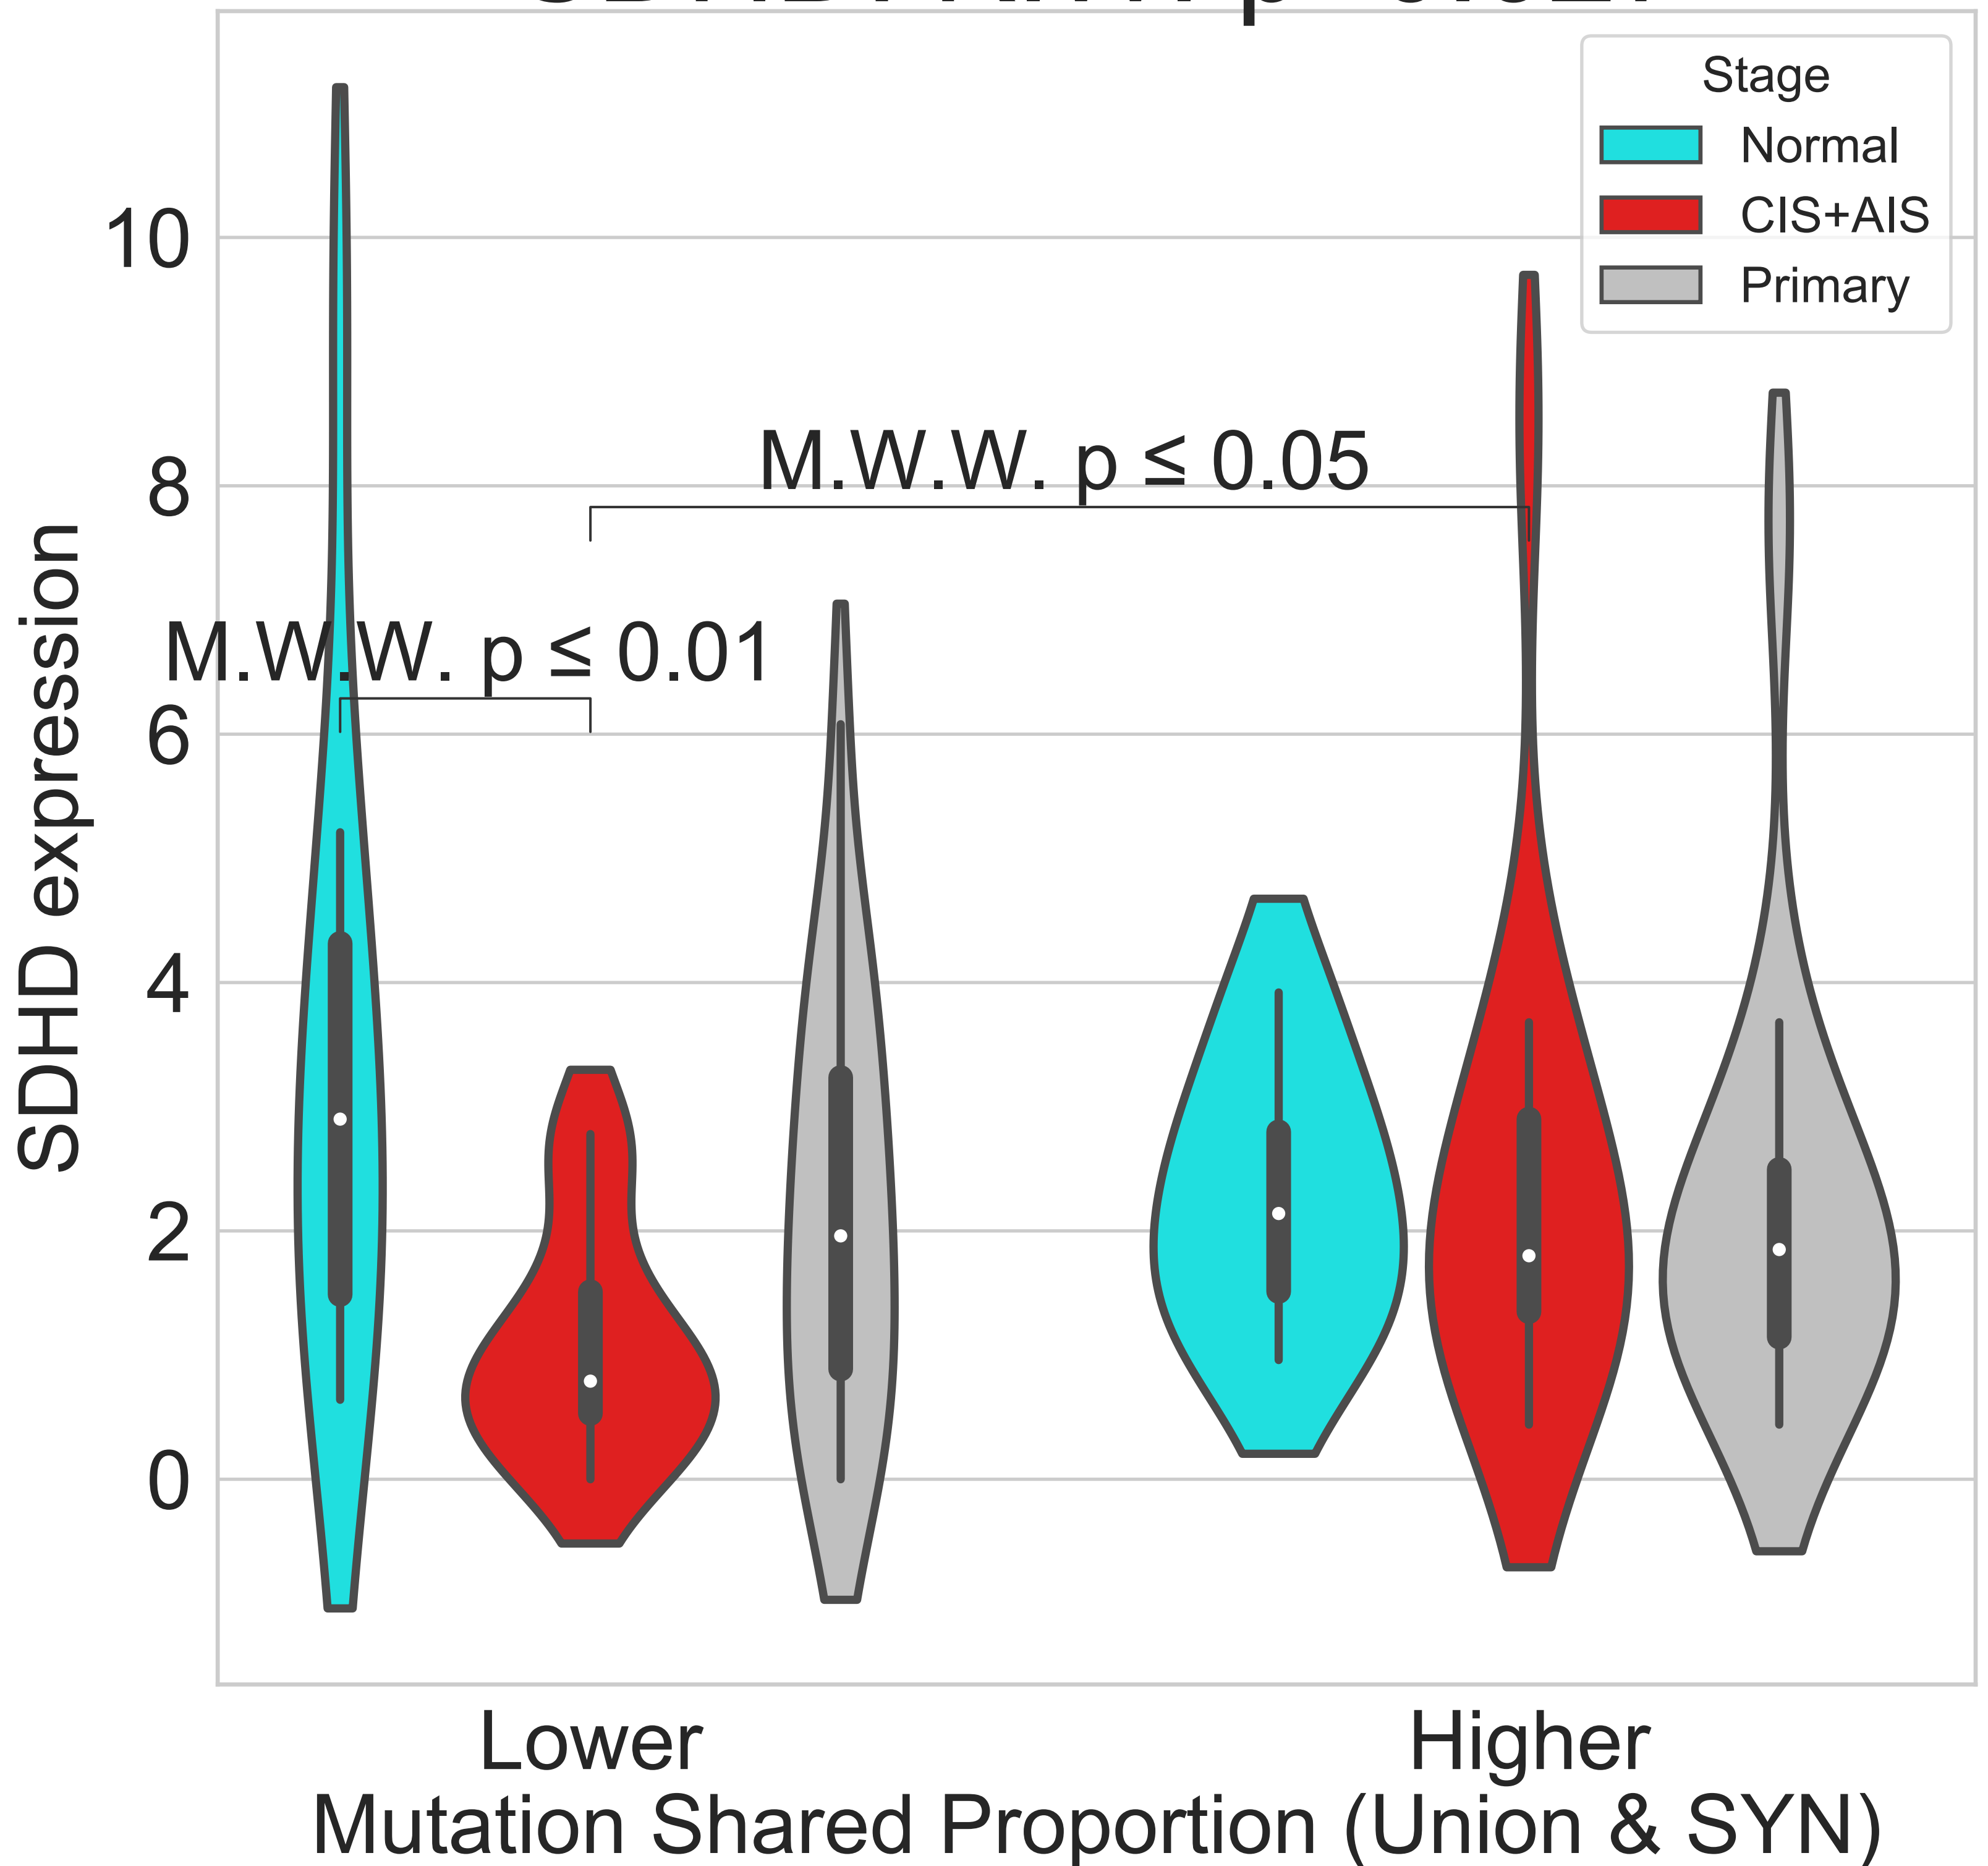 Stage
Normal
CIS+AIS
Primary
10
8
6
4
2
0
SDHD expression
M.W.W. p ≤ 0.05
M.W.W. p ≤ 0.01
Lower
Higher
Mutation Shared Proportion (Union & SYN)